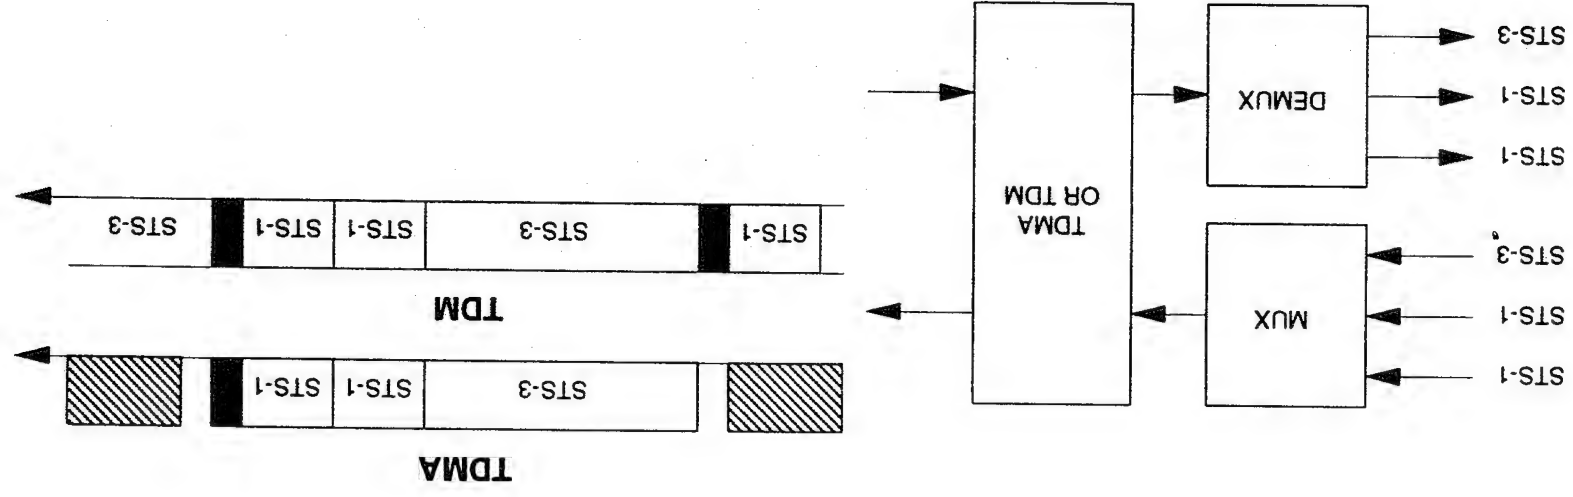 STS-1
STS-1
STS-3
MUX
STS-1
STS-1
STS-3
DEMUX
TDMA
OR TDM
TDMA
STS-3 STS-1 STS-1
TDM
STS-1 STS-3 STS-1 STS-1 STS-3